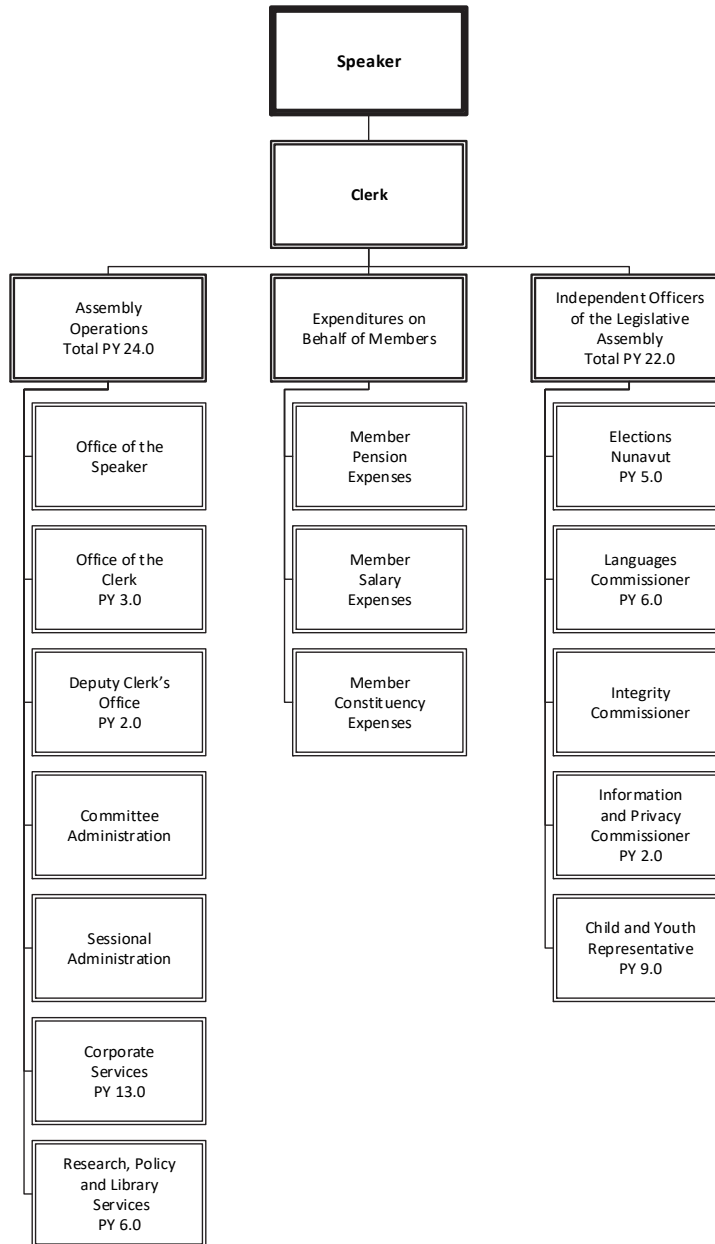 Speaker
Clerk
Assembly
Operations
Total PY 24.0
Expenditures on
Behalf of Members
Independent Officers
of the Legislative
Assembly
Total PY 22.0
Office of the
Speaker
Office of the
Clerk
PY 3.0
Deputy Clerk’s
Office
PY 2.0
Committee
Administration
Sessional
Administration
Corporate
Services
PY 13.0
Research, Policy
and Library
Services
PY 6.0
Member
Pension
Expenses
Member
Salary
Expenses
Member
Constituency
Expenses
Elections
Nunavut
PY 5.0
Languages
Commissioner
PY 6.0
Integrity
Commissioner
Information
and Privacy
Commissioner
PY 2.0
Child and Youth
Representative
PY 9.0